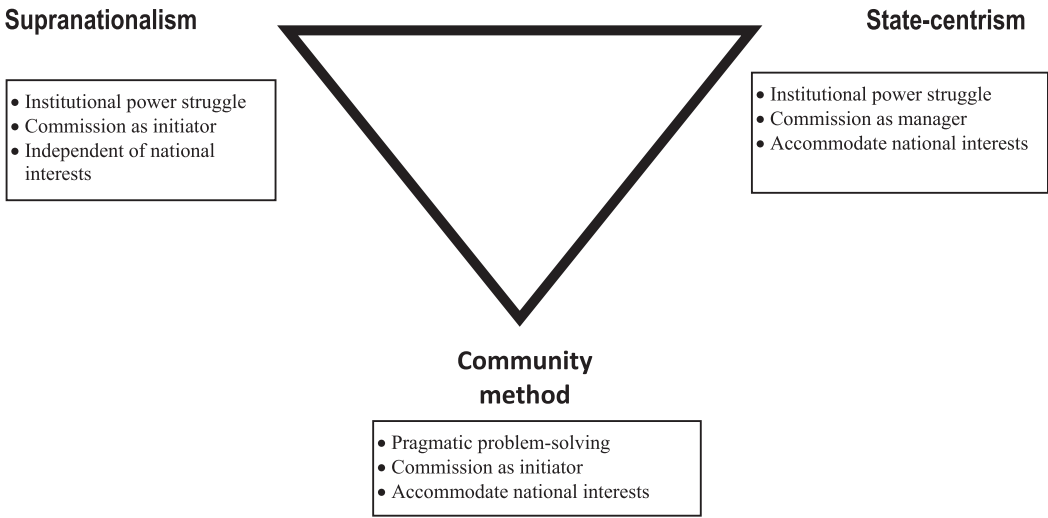 Supranationalism
• Institutional power struggle
• Commission as initiator
• Independent of national
interests
State-centrism
• Institutional power struggle
• Commission as manager
• Accommodate national interests
Community
method
• Pragmatic problem-solving
• Commission as initiator
• Accommodate national interests